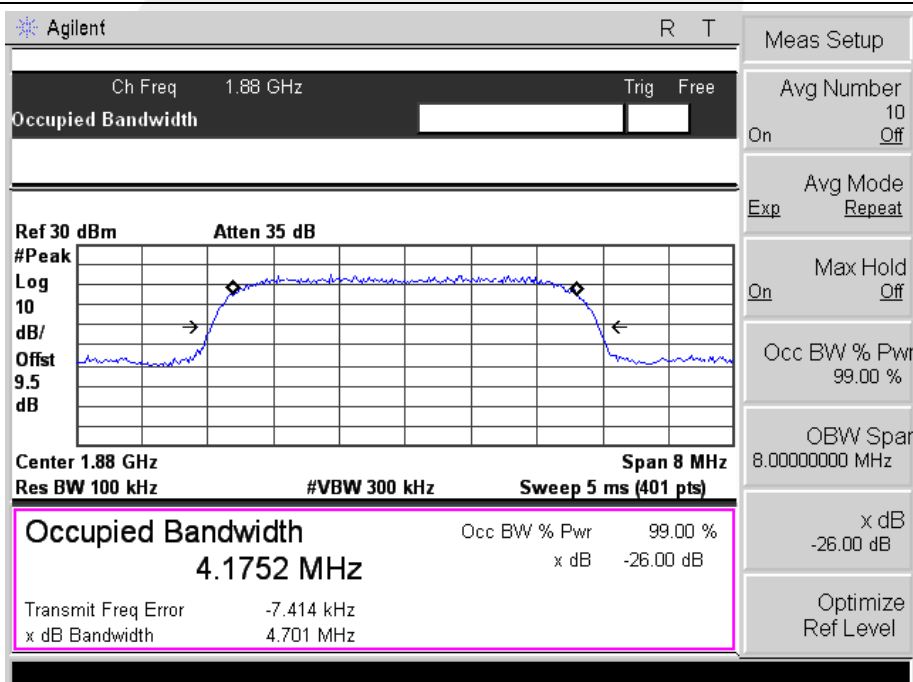 Agilent R T
Ch Freq 1.88 GHz Trig Free
Occupied Bandwidth
Ref 30 dBm Atten 35 dB
#Peak
Log
10
dB/
Offst
9.5
dB
Center 1.88 GHz Span 8 MHz
Res BW 100 kHz #VBW 300 kHz Sweep 5 ms (401 pts)
Occupied Bandwidth Occ BW % Pwr 99.00 %
4.1752 MHz x dB -26.00 dB
Transmit Freq Error -7.414 kHz
x dB Bandwidth 4.701 MHz
Meas Setup
Avg Number
10
On Off
Avg Mode
Exp Repeat
Max Hold
On Off
Occ BW % Pwr
99.00 %
OBW Span
8.00000000 MHz
x dB
-26.00 dB
Optimize
Ref Level